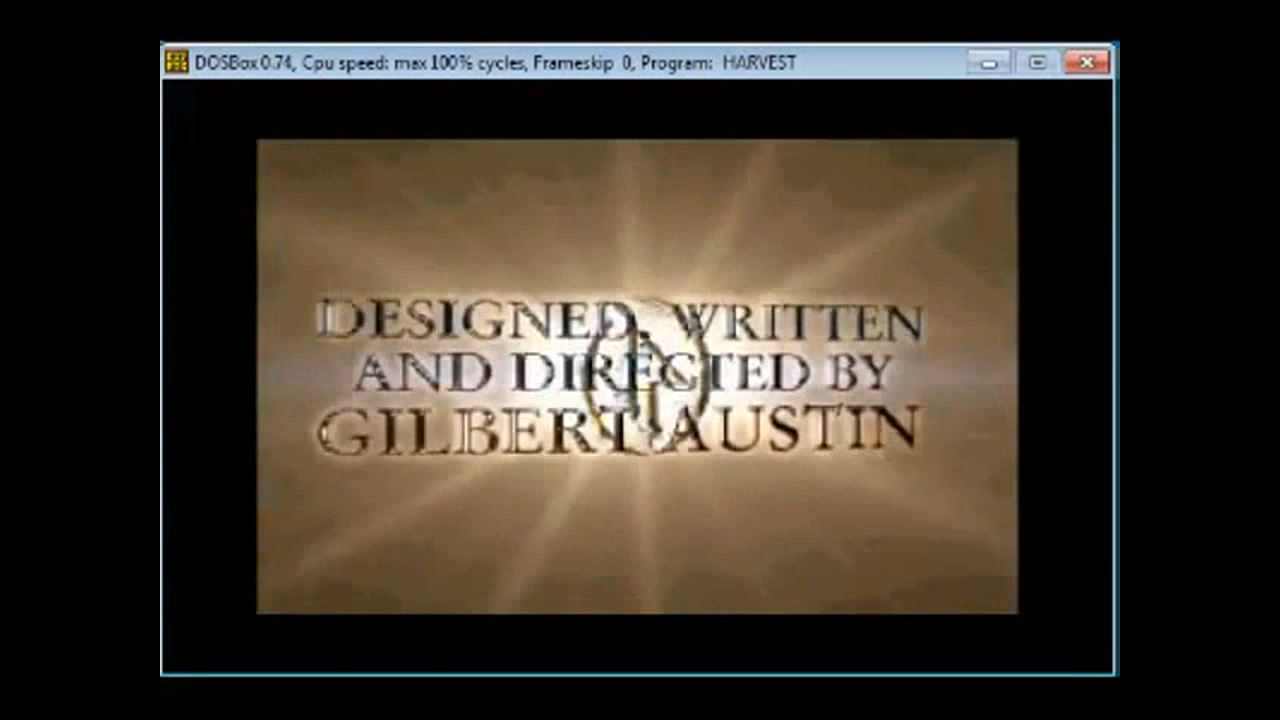 DOSBox 0.74, Cpu speed: max 100% cycles, Frameskip 0, Program: HARVEST
DESIGNED, WRITTEN
AND DIRECTED BY
GILBERT AUSTIN